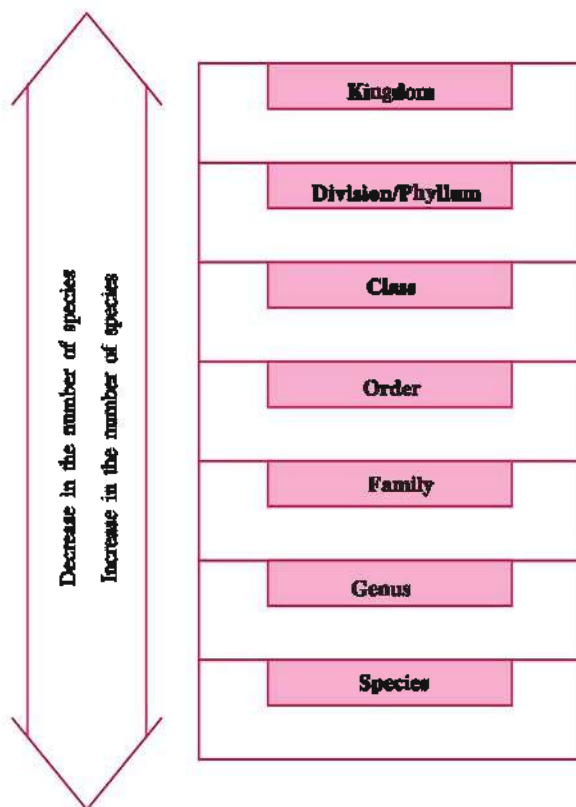 Kingdom
Division/Phyllum
Class
Order
Family
Genus
Species
Decrease in the number of species
Increase in the number of species